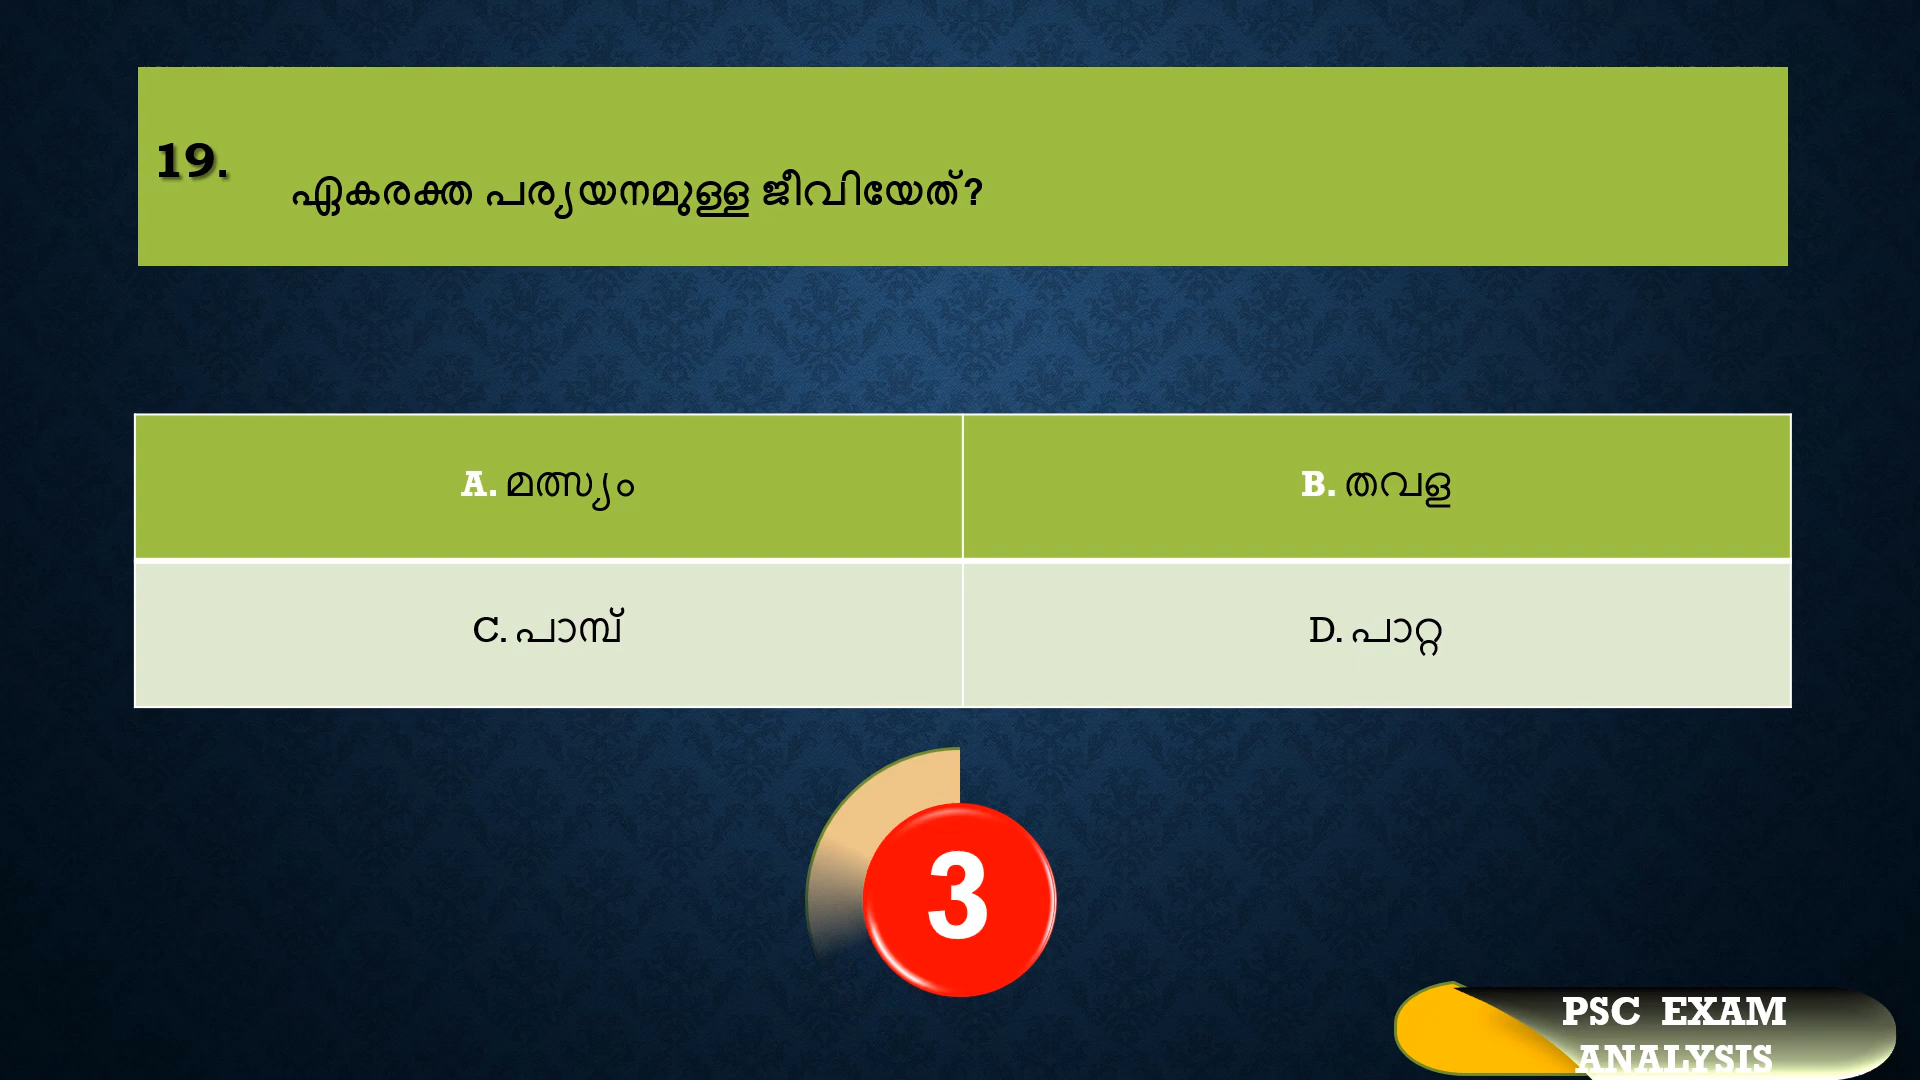 19.
ഏകരക്ത പര്യയനമുള്ള ജീവിയേത്?
A. മത്സ്യം
B. തവള
C. പാമ്പ്
D. പാറ്റ
3
PSC EXAM
ANALYSIS